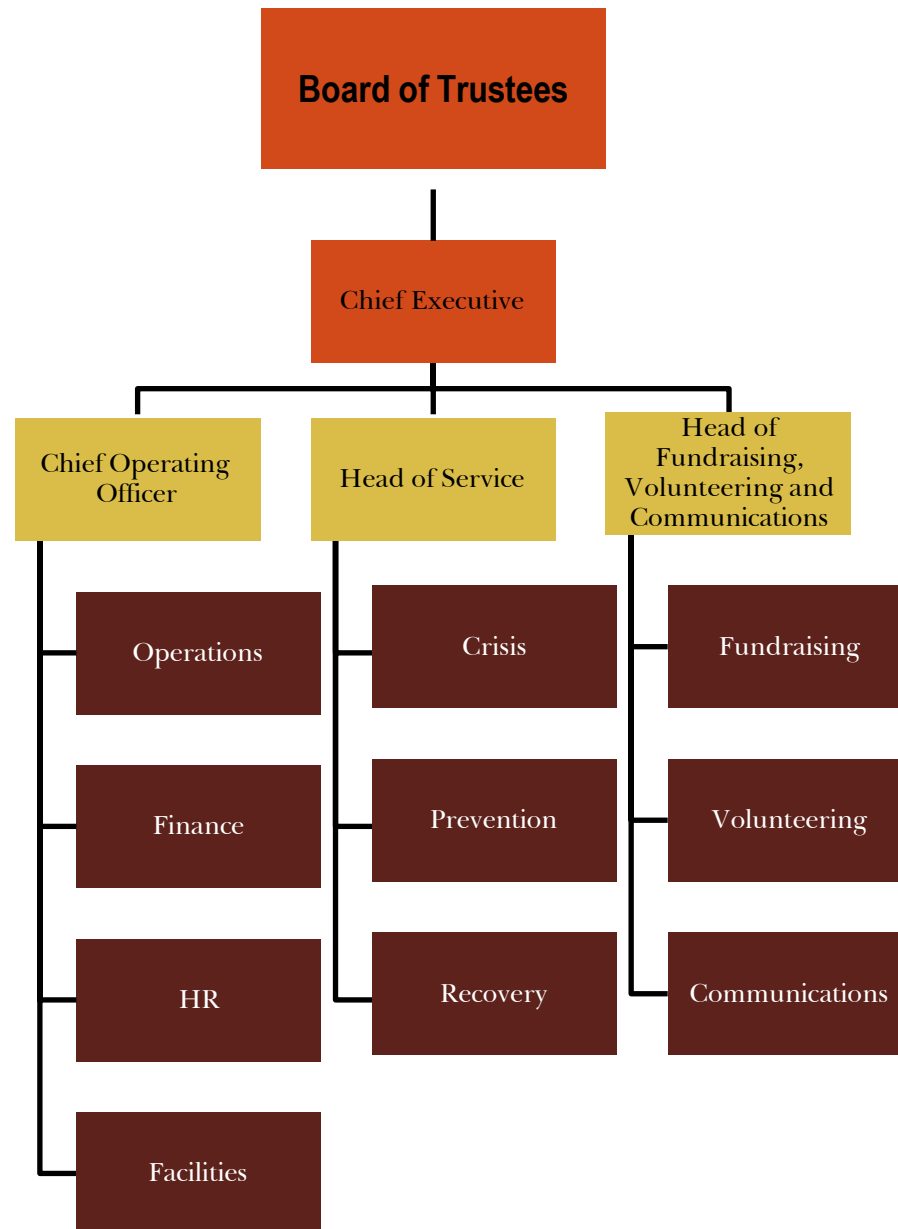 Board of Trustees
Chief Executive
Chief Operating
Officer
Head of Service
Head of
Fundraising,
Volunteering and
Communications
Operations
Finance
HR
Facilities
Crisis
Prevention
Recovery
Fundraising
Volunteering
Communications